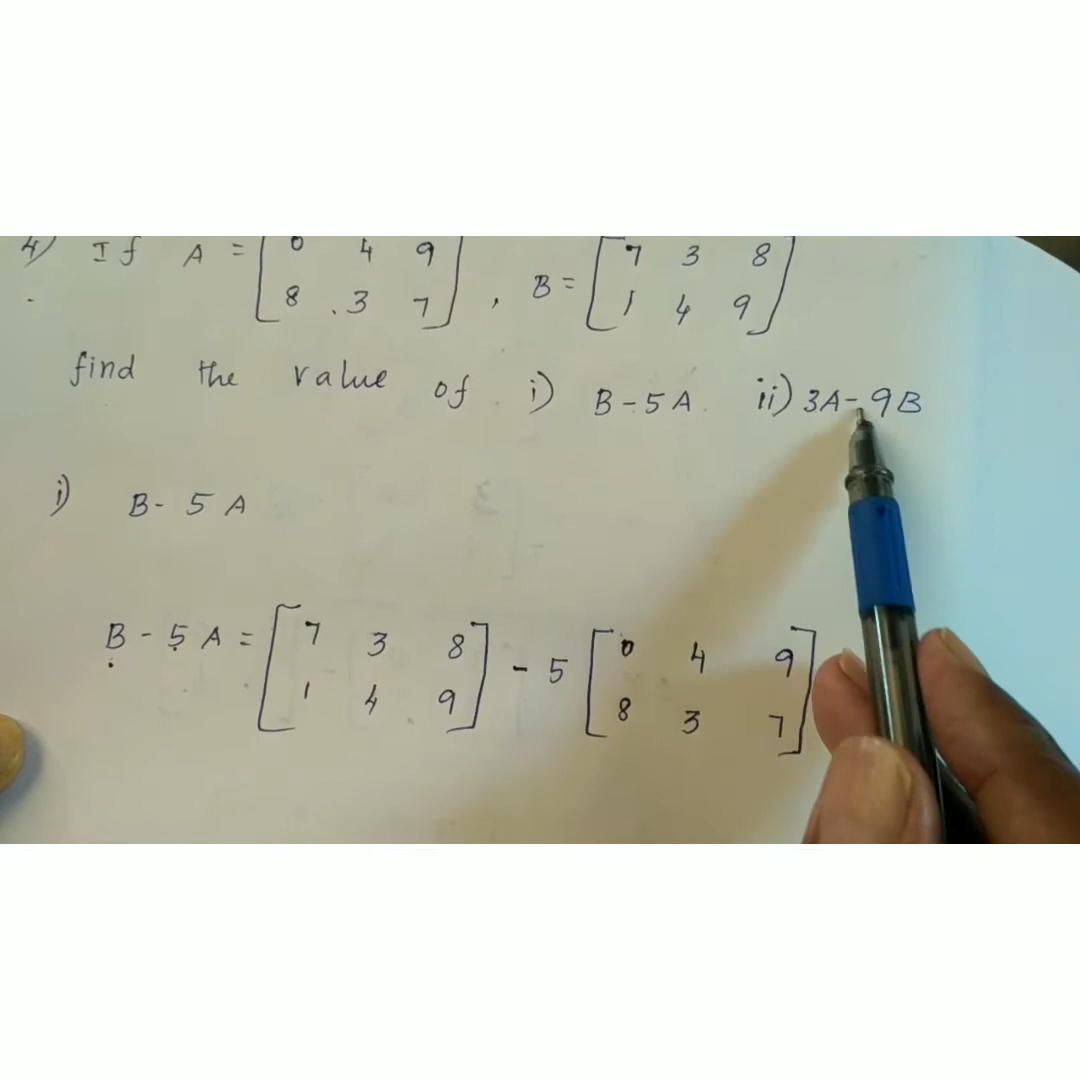 4) If A = [0 4 9], B = [7 3 8]
[8 .3 7] [1 4 9]
find the value of i) B-5A. ii) 3A-9B
i) B-5A
B-5A = [7 3 8] - 5 [0 4 9]
[1 4 9] [8 3 7]